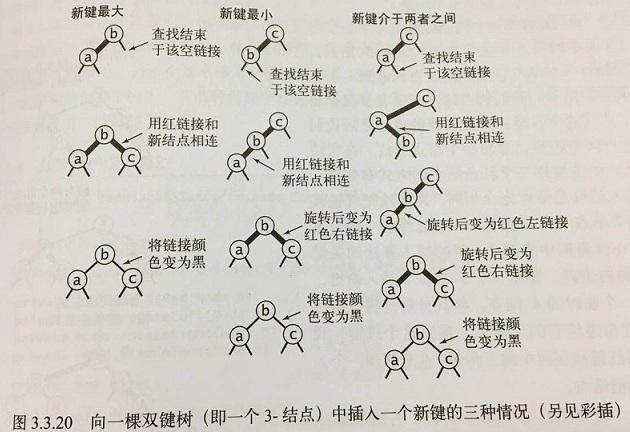 新键最大
b
a
查找结束
于该空链接
b
a
c
用红链接和
新结点相连
b
a
c
将链接颜
色变为黑
新键最小
c
b
查找结束
于该空链接
c
b
a
用红链接和
新结点相连
b
a
c
旋转后变为
红色右链接
b
a
c
将链接颜
色变为黑
新键介于两者之间
c
a
查找结束
于该空链接
c
a
b
用红链接和
新结点相连
c
b
a
旋转后变为红色左链接
b
a
c
旋转后变为
红色右链接
b
a
c
将链接颜
色变为黑
图 3.3.20 向一棵双键树（即一个 3- 结点）中插入一个新键的三种情况（另见彩插）